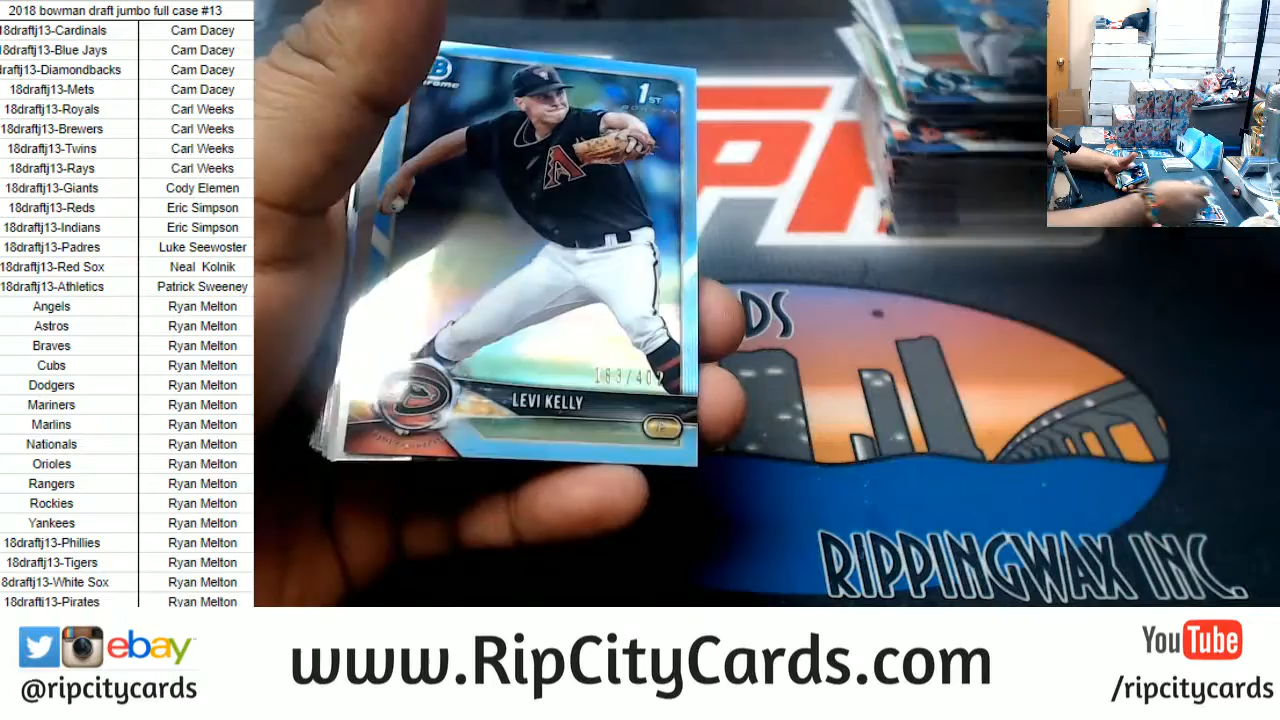 2018 bowman draft jumbo full case #13
18draftj13-Cardinals Cam Dacey
18draftj13-Blue Jays Cam Dacey
draftj13-Diamondbacks Cam Dacey
18draftj13-Mets Cam Dacey
18draftj13-Royals Carl Weeks
18draftj13-Brewers Carl Weeks
18draftj13-Twins Carl Weeks
18draftj13-Rays Carl Weeks
18draftj13-Giants Cody Elemen
18draftj13-Reds Eric Simpson
18draftj13-Indians Eric Simpson
18draftj13-Padres Luke Seewoster
18draftj13-Red Sox Neal Kolnik
18draftj13-Athletics Patrick Sweeney
Angels Ryan Melton
Astros Ryan Melton
Braves Ryan Melton
Cubs Ryan Melton
Dodgers Ryan Melton
Mariners Ryan Melton
Marlins Ryan Melton
Nationals Ryan Melton
Orioles Ryan Melton
Rangers Ryan Melton
Rockies Ryan Melton
Yankees Ryan Melton
18draftj13-Phillies Ryan Melton
18draftj13-Tigers Ryan Melton
8draftj13-White Sox Ryan Melton
18draftj13-Pirates Ryan Melton
1ST
BOWMAN
LEVI KELLY
P
DS
RIPPINGWAX INC.
ebay
@ripcitycards
www.RipCityCards.com
YouTube
/ripcitycards